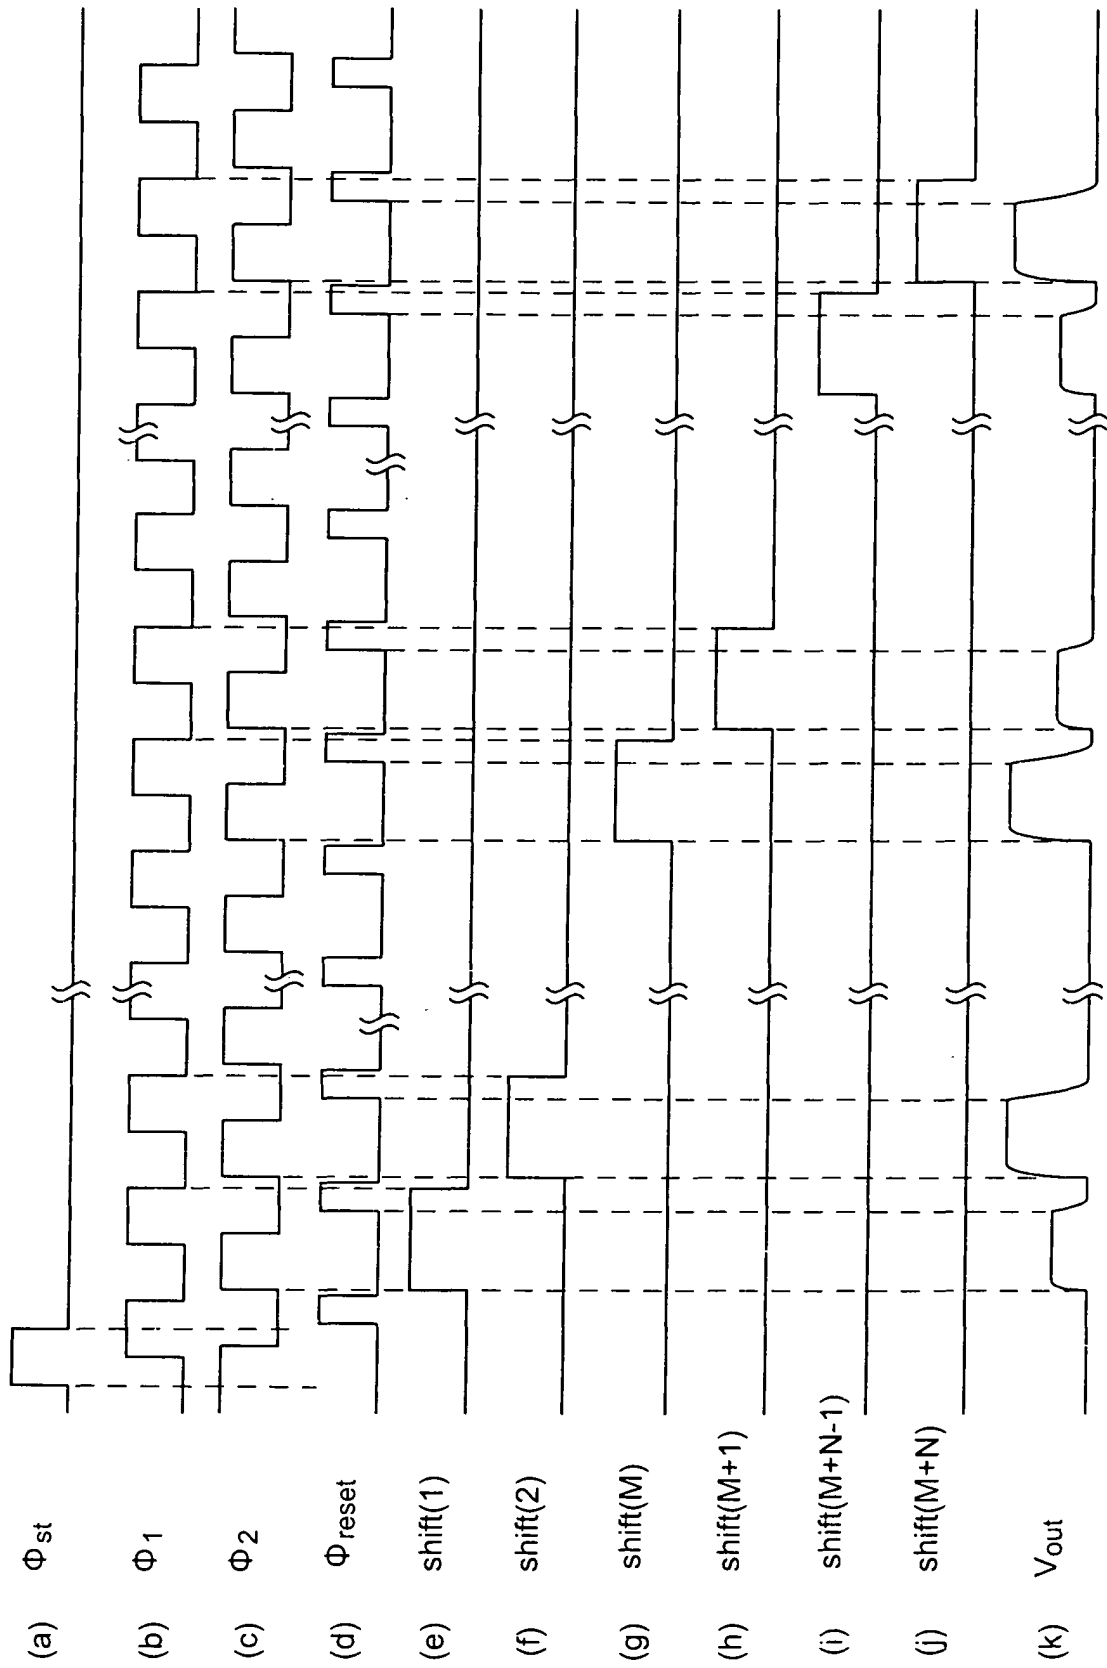 (a) Φst
(b) Φ1
(c) Φ2
(d) Φreset
(e) shift(1)
(f) shift(2)
(g) shift(M)
(h) shift(M+1)
(i) shift(M+N-1)
(j) shift(M+N)
(k) Vout